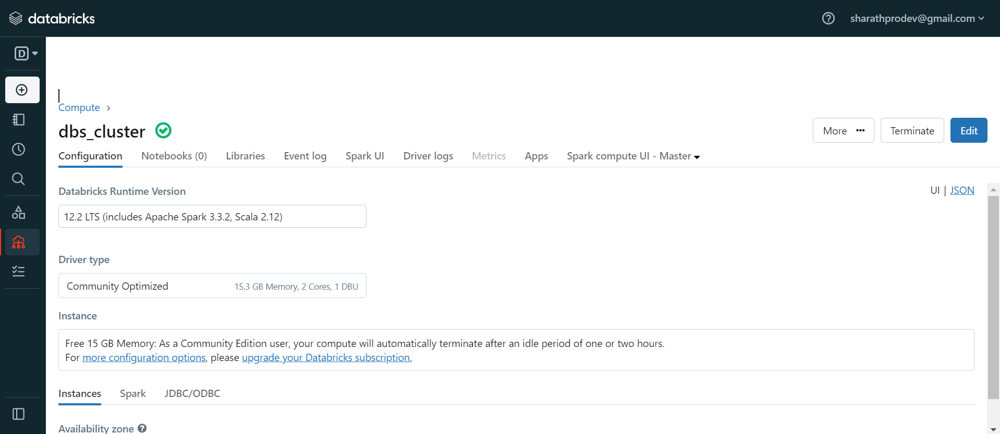 databricks
sharathprodev@gmail.com
D
Compute
dbs_cluster
More
Terminate
Edit
Configuration
Notebooks (0)
Libraries
Event log
Spark UI
Driver logs
Metrics
Apps
Spark compute UI - Master
Databricks Runtime Version
UI | JSON
12.2 LTS (includes Apache Spark 3.3.2, Scala 2.12)
Driver type
Community Optimized
15.3 GB Memory, 2 Cores, 1 DBU
Instance
Free 15 GB Memory: As a Community Edition user, your compute will automatically terminate after an idle period of one or two hours.
For more configuration options, please upgrade your Databricks subscription.
Instances
Spark
JDBC/ODBC
Availability zone